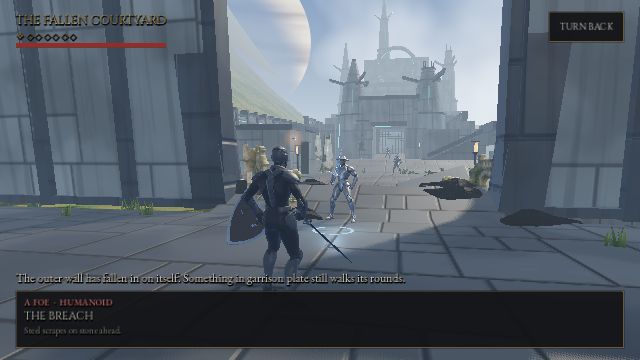 THE FALLEN COURTYARD
TURN BACK
The outer wall has fallen in on itself. Something in garrison plate still walks its rounds.
A FOE - HUMANOID
THE BREACH
Steel scrapes on stone ahead.